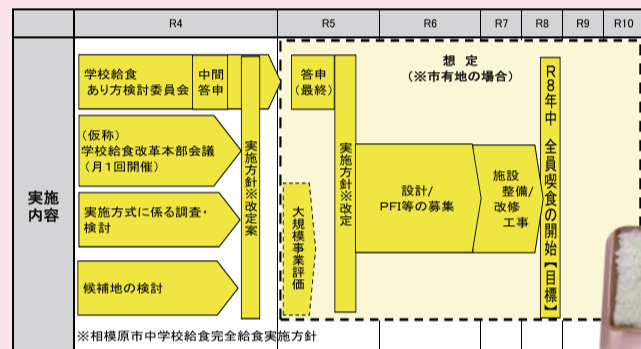 R4
R5
R6
R7
R8
R9
R10
実施
内容
学校給食
あり方検討委員会
中間
答申
(仮称)
学校給食改革本部会議
(月1回開催)
実施方式に係る調査・
検討
候補地の検討
実施方針※改定案
答申
(最終)
大規模事業評価
実施方針※改定
想 定
(※市有地の場合)
設計/
PFI等の募集
施設
整備/
改修
工事
R8年中 全員喫食の開始【目標】
※相模原市中学校給食完全給食実施方針